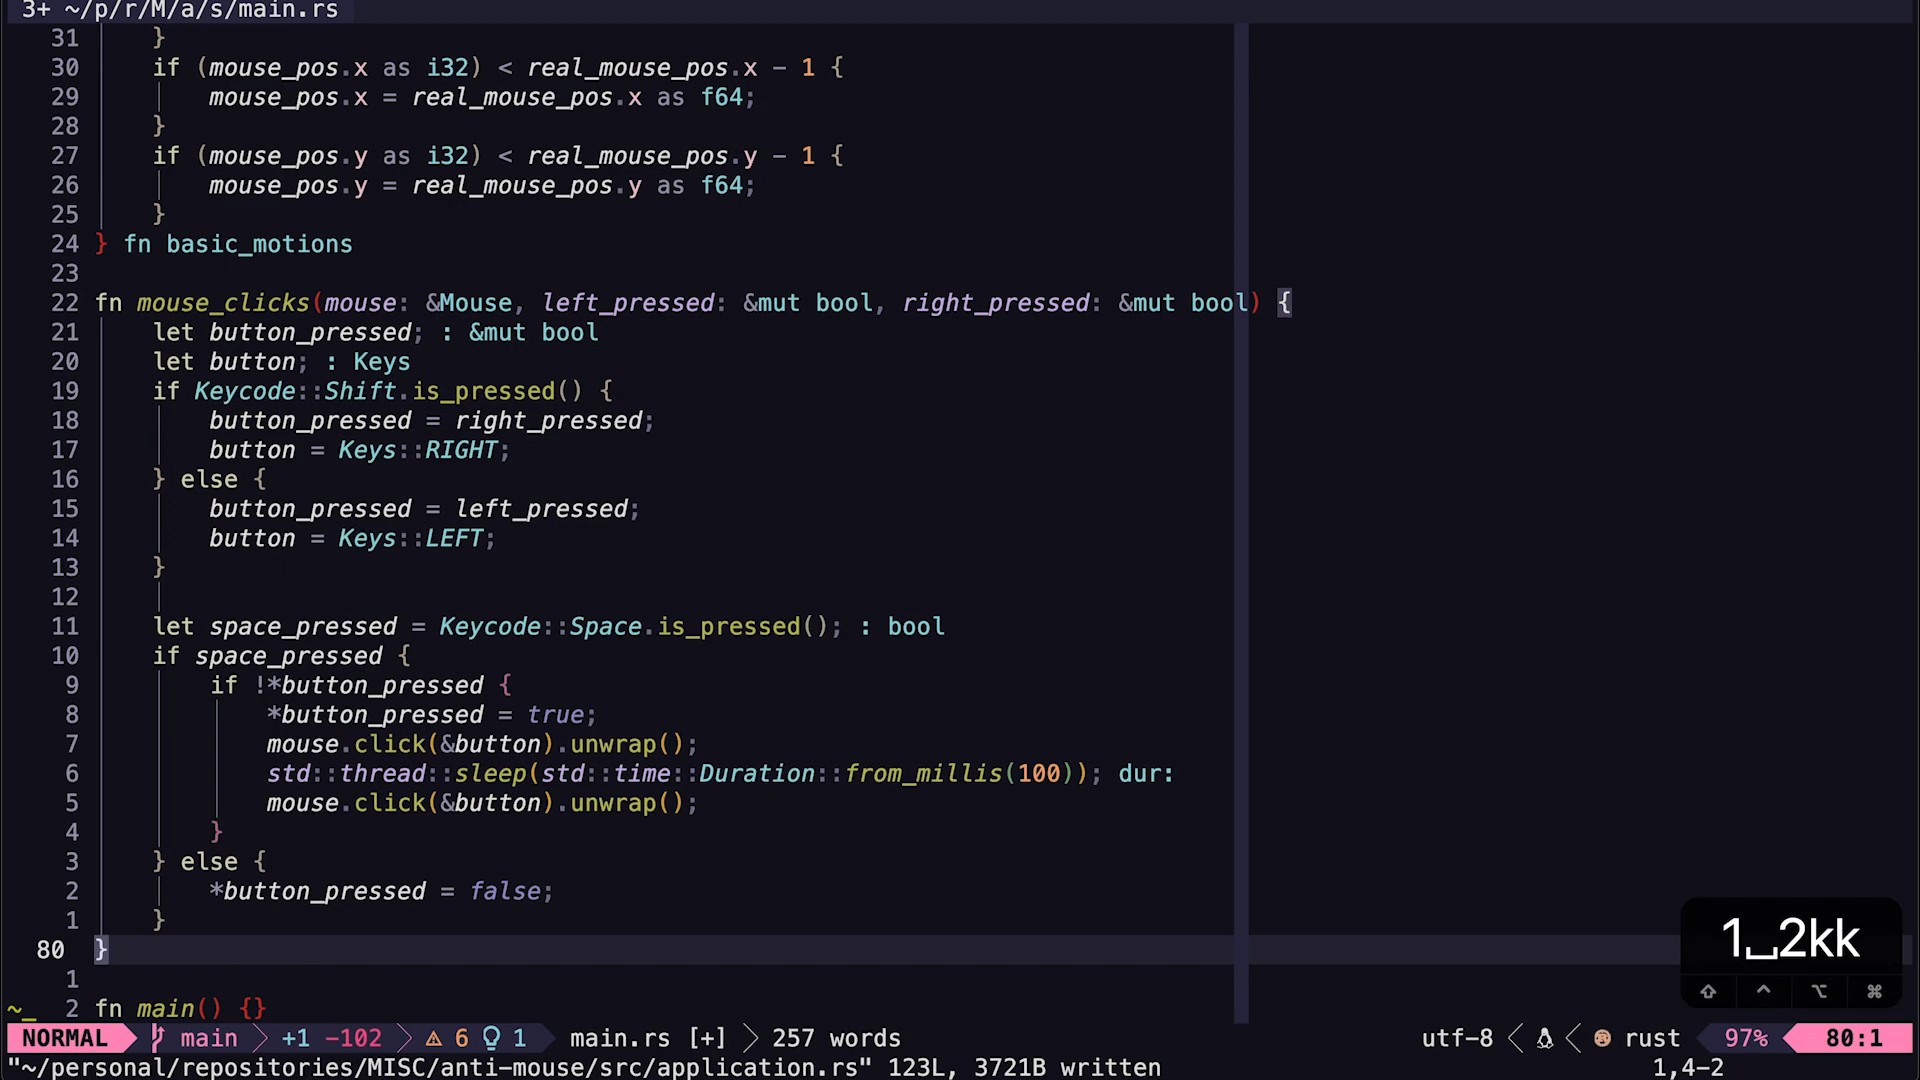 3+ ~/p/r/M/a/s/main.rs
31 }
30 if (mouse_pos.x as i32) < real_mouse_pos.x - 1 {
29 mouse_pos.x = real_mouse_pos.x as f64;
28 }
27 if (mouse_pos.y as i32) < real_mouse_pos.y - 1 {
26 mouse_pos.y = real_mouse_pos.y as f64;
25 }
24 } fn basic_motions
23
22 fn mouse_clicks(mouse: &Mouse, left_pressed: &mut bool, right_pressed: &mut bool) {
21 let button_pressed; : &mut bool
20 let button; : Keys
19 if Keycode::Shift.is_pressed() {
18 button_pressed = right_pressed;
17 button = Keys::RIGHT;
16 } else {
15 button_pressed = left_pressed;
14 button = Keys::LEFT;
13 }
12
11 let space_pressed = Keycode::Space.is_pressed(); : bool
10 if space_pressed {
9 if !*button_pressed {
8 *button_pressed = true;
7 mouse.click(&button).unwrap();
6 std::thread::sleep(std::time::Duration::from_millis(100)); dur:
5 mouse.click(&button).unwrap();
4 }
3 } else {
2 *button_pressed = false;
1 }
80 }
1
~_ 2 fn main() {}
1␣2kk
⇧ ^ ⌥ ⌘
NORMAL main +1 -102 ⚠ 6 1 main.rs [+] 257 words utf-8 rust 97% 80:1
"~/personal/repositories/MISC/anti-mouse/src/application.rs" 123L, 3721B written 1,4-2